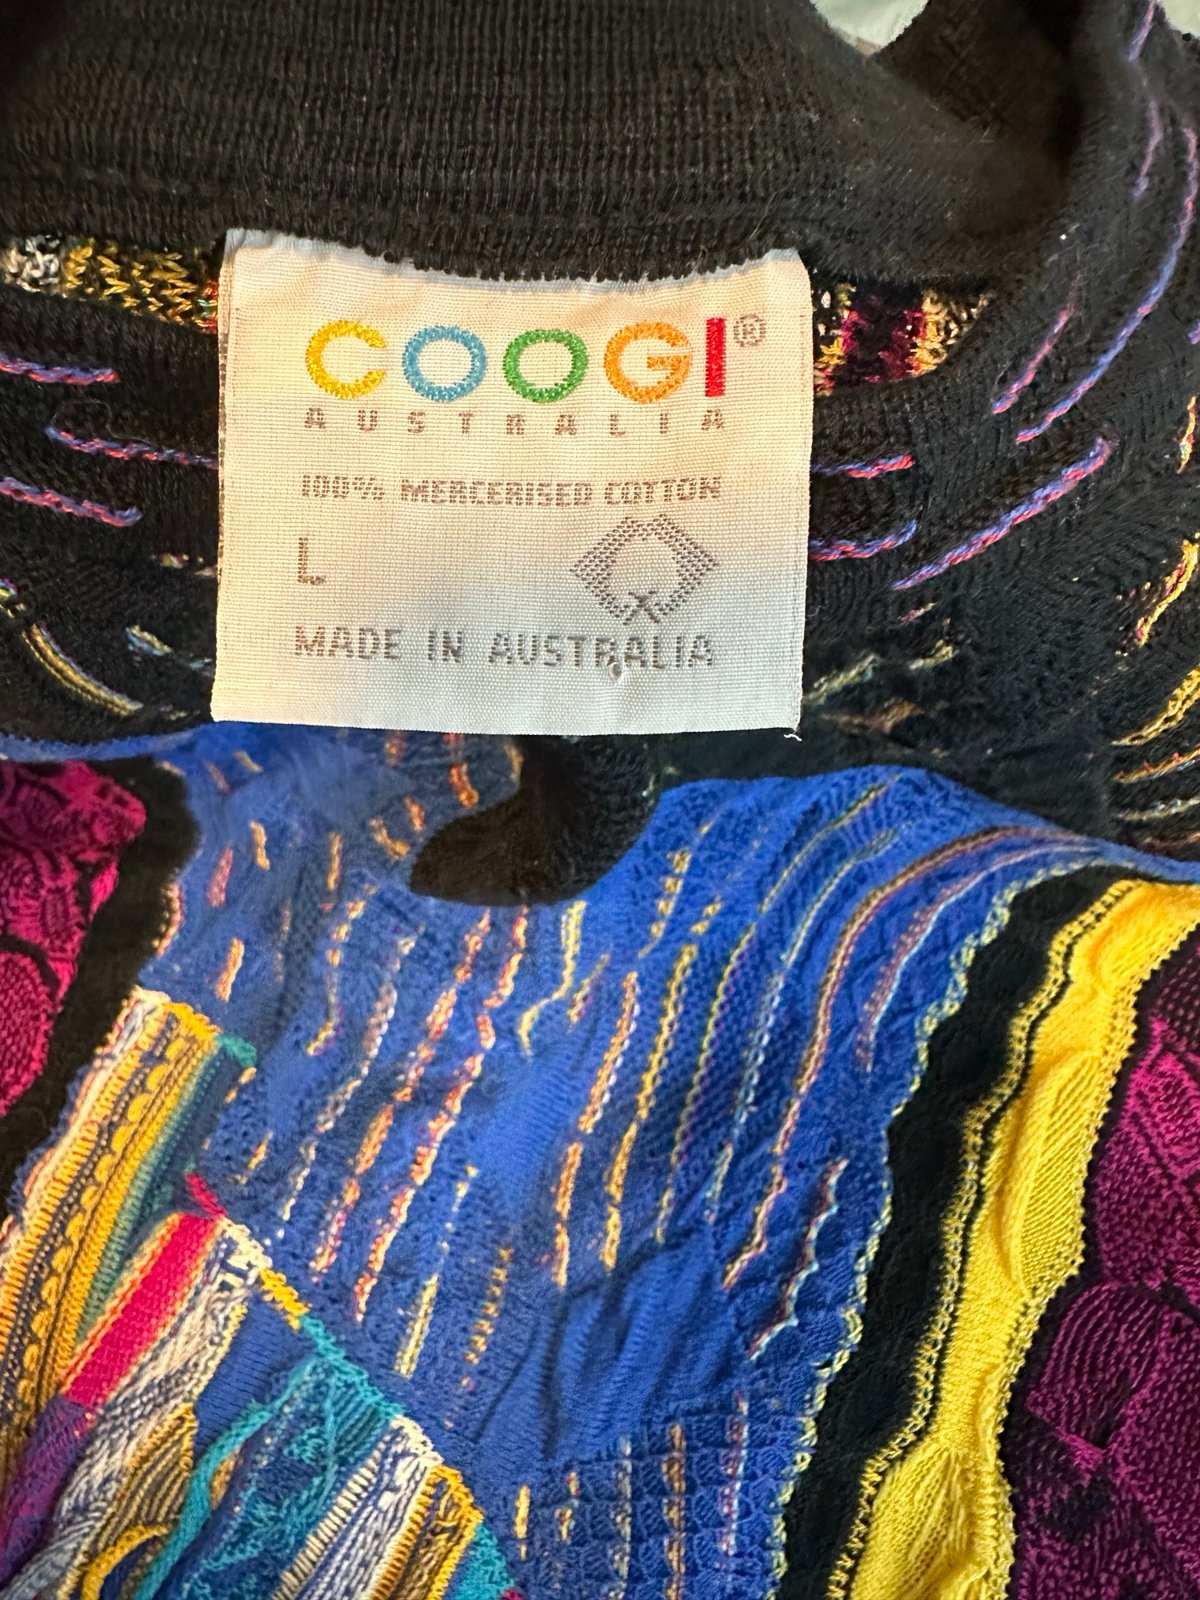 COOGI®
AUSTRALIA
100% MERCERISED COTTON
L
MADE IN AUSTRALIA